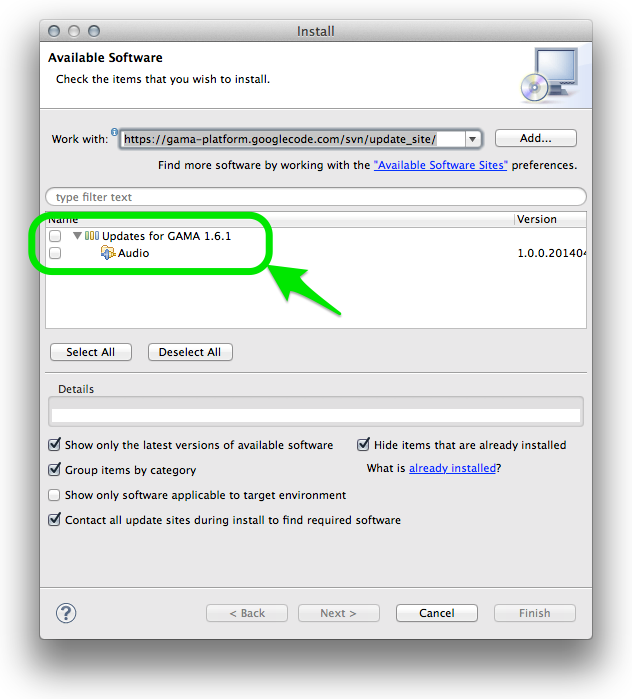 Install
Available Software
Check the items that you wish to install.
Work with: https://gama-platform.googlecode.com/svn/update_site/ Add...
Find more software by working with the "Available Software Sites" preferences.
type filter text
Name Version
Updates for GAMA 1.6.1
Audio 1.0.0.201404
Select All Deselect All
Details
Show only the latest versions of available software Hide items that are already installed
Group items by category What is already installed?
Show only software applicable to target environment
Contact all update sites during install to find required software
? < Back Next > Cancel Finish